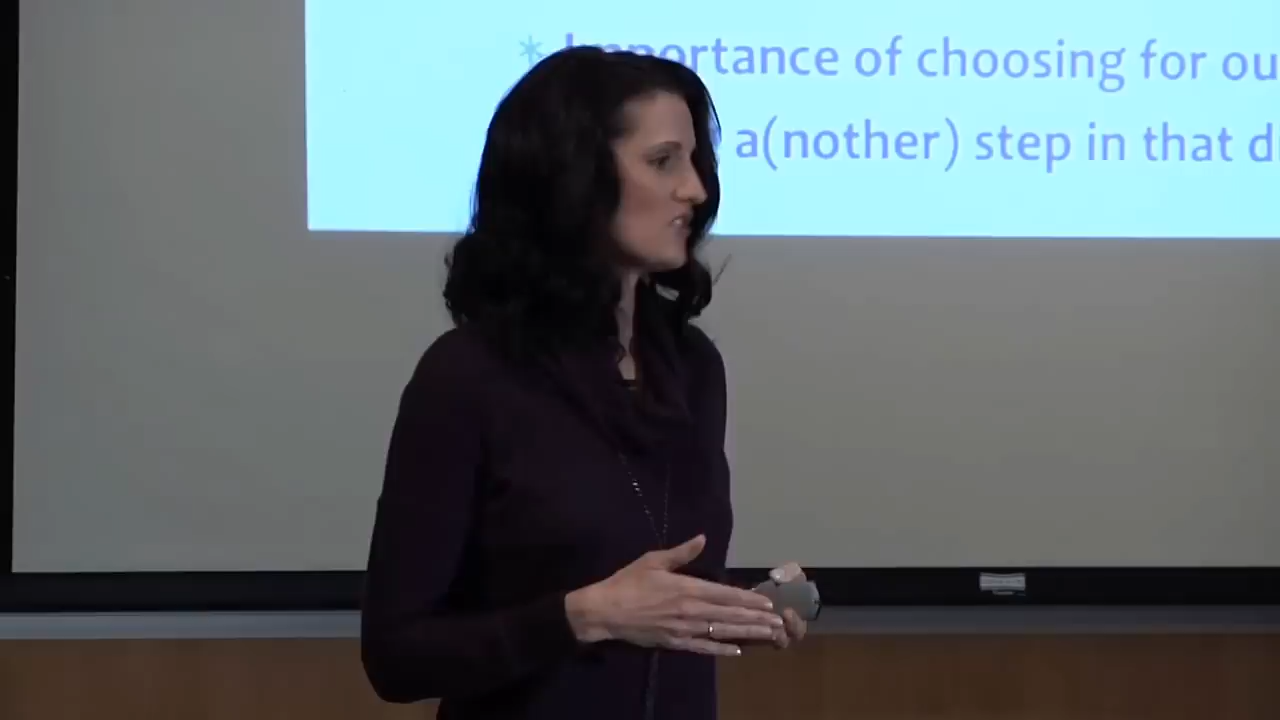 Importance of choosing for ou
a(nother) step in that d